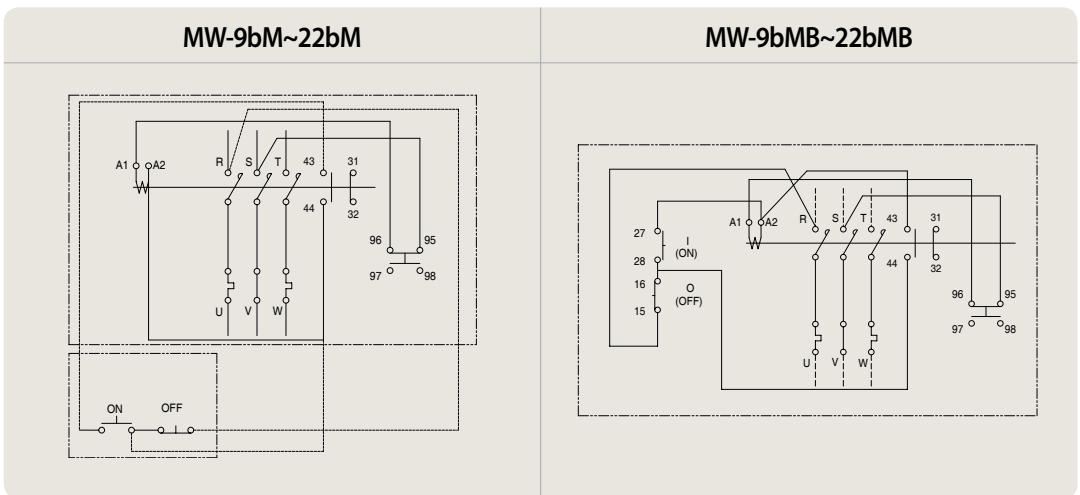 MW-9bM~22bM
MW-9bMB~22bMB
A1 A2 R S T 43 31
44 32
96 95
97 98
U V W
ON OFF
A1 A2 R S T 43 31
27
I
(ON)
28
44 32
16
O
(OFF)
15
96 95
97 98
U V W